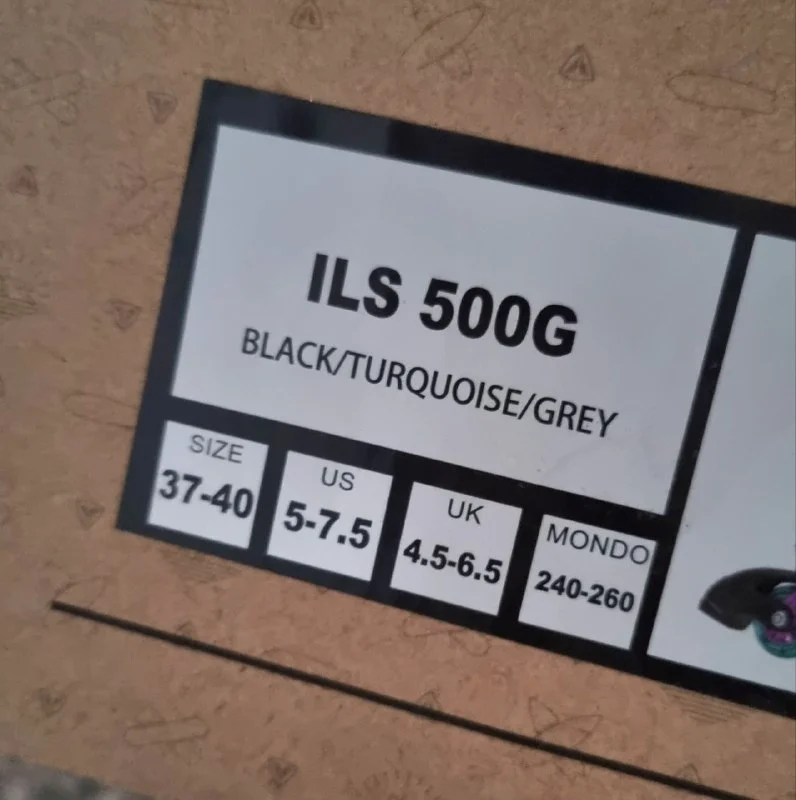 ILS 500G
BLACK/TURQUOISE/GREY
SIZE
37-40
US
5-7.5
UK
4.5-6.5
MONDO
240-260